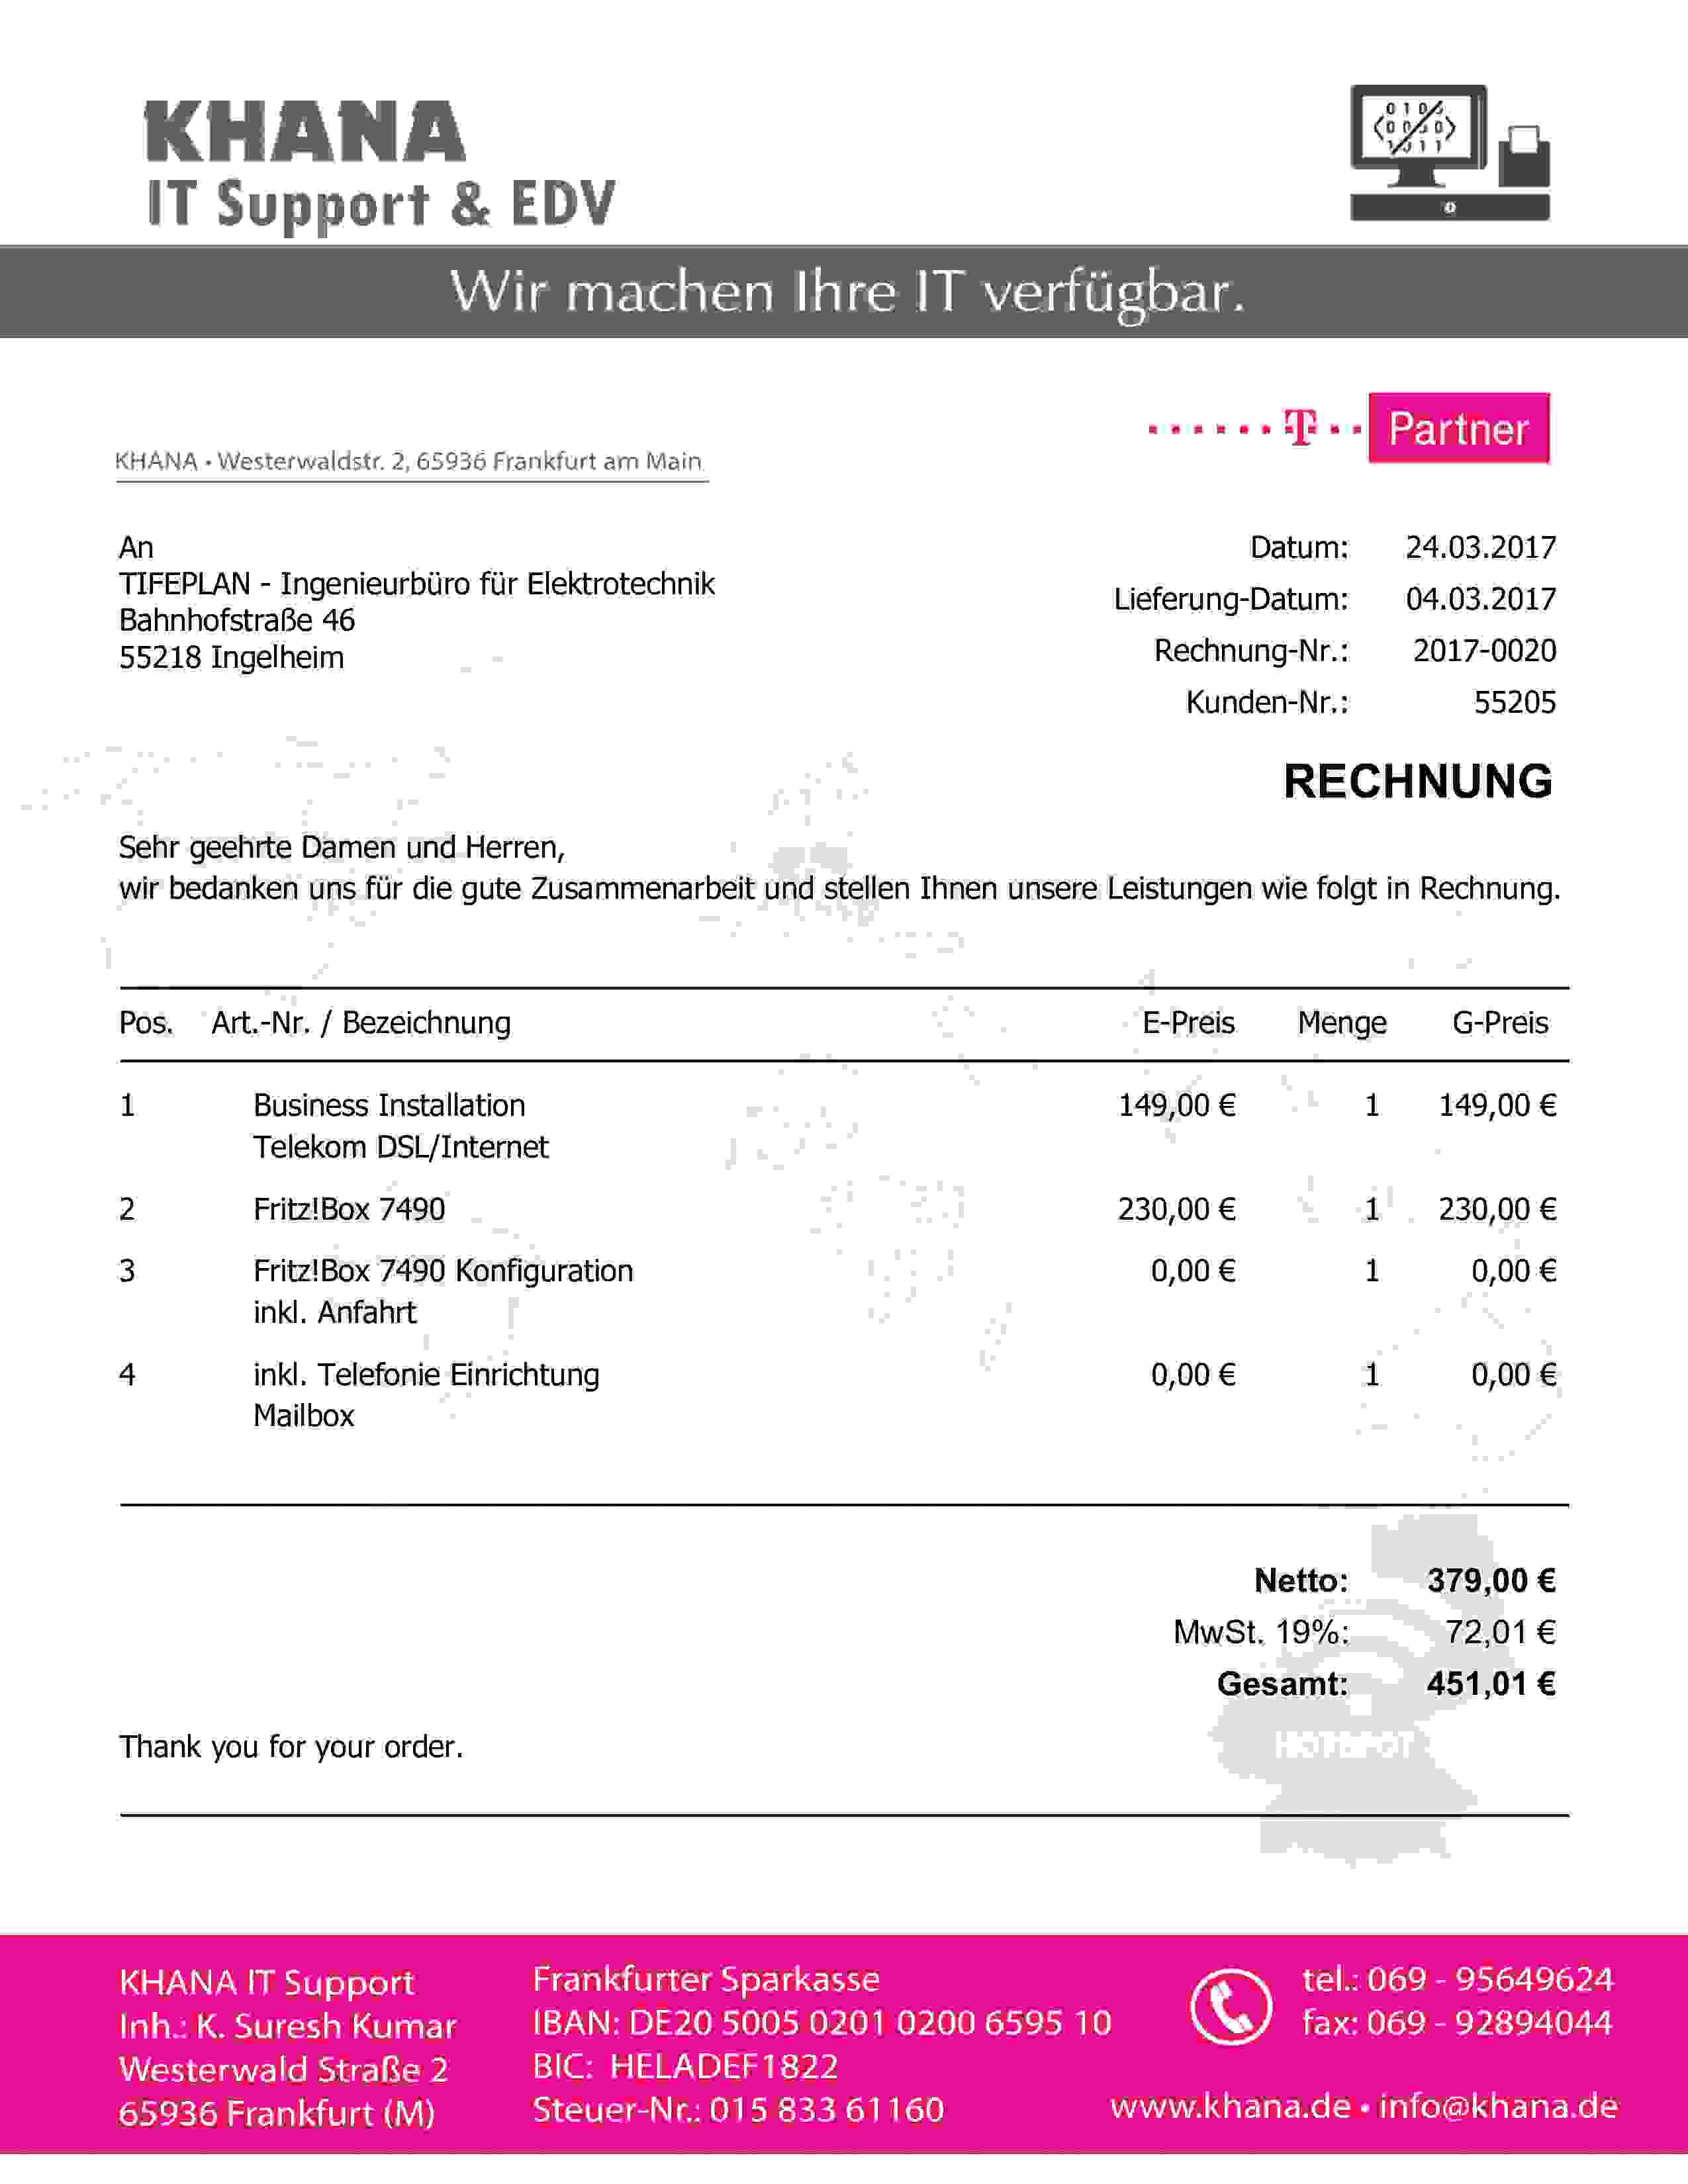 KHANA
IT Support & EDV
Wir machen Ihre IT verfügbar.
T Partner
KHANA • Westerwaldstr. 2, 65936 Frankfurt am Main
An
TIFEPLAN - Ingenieurbüro für Elektrotechnik
Bahnhofstraße 46
55218 Ingelheim
Datum: 24.03.2017
Lieferung-Datum: 04.03.2017
Rechnung-Nr.: 2017-0020
Kunden-Nr.: 55205
RECHNUNG
Sehr geehrte Damen und Herren,
wir bedanken uns für die gute Zusammenarbeit und stellen Ihnen unsere Leistungen wie folgt in Rechnung.
Pos. Art.-Nr. / Bezeichnung E-Preis Menge G-Preis
1 Business Installation 149,00 € 1 149,00 €
Telekom DSL/Internet
2 Fritz!Box 7490 230,00 € 1 230,00 €
3 Fritz!Box 7490 Konfiguration 0,00 € 1 0,00 €
inkl. Anfahrt
4 inkl. Telefonie Einrichtung 0,00 € 1 0,00 €
Mailbox
Netto: 379,00 €
MwSt. 19%: 72,01 €
Gesamt: 451,01 €
Thank you for your order.
KHANA IT Support
Inh.: K. Suresh Kumar
Westerwald Straße 2
65936 Frankfurt (M)
Frankfurter Sparkasse
IBAN: DE20 5005 0201 0200 6595 10
BIC: HELADEF1822
Steuer-Nr.: 015 833 61160
tel.: 069 - 95649624
fax: 069 - 92894044
www.khana.de • info@khana.de